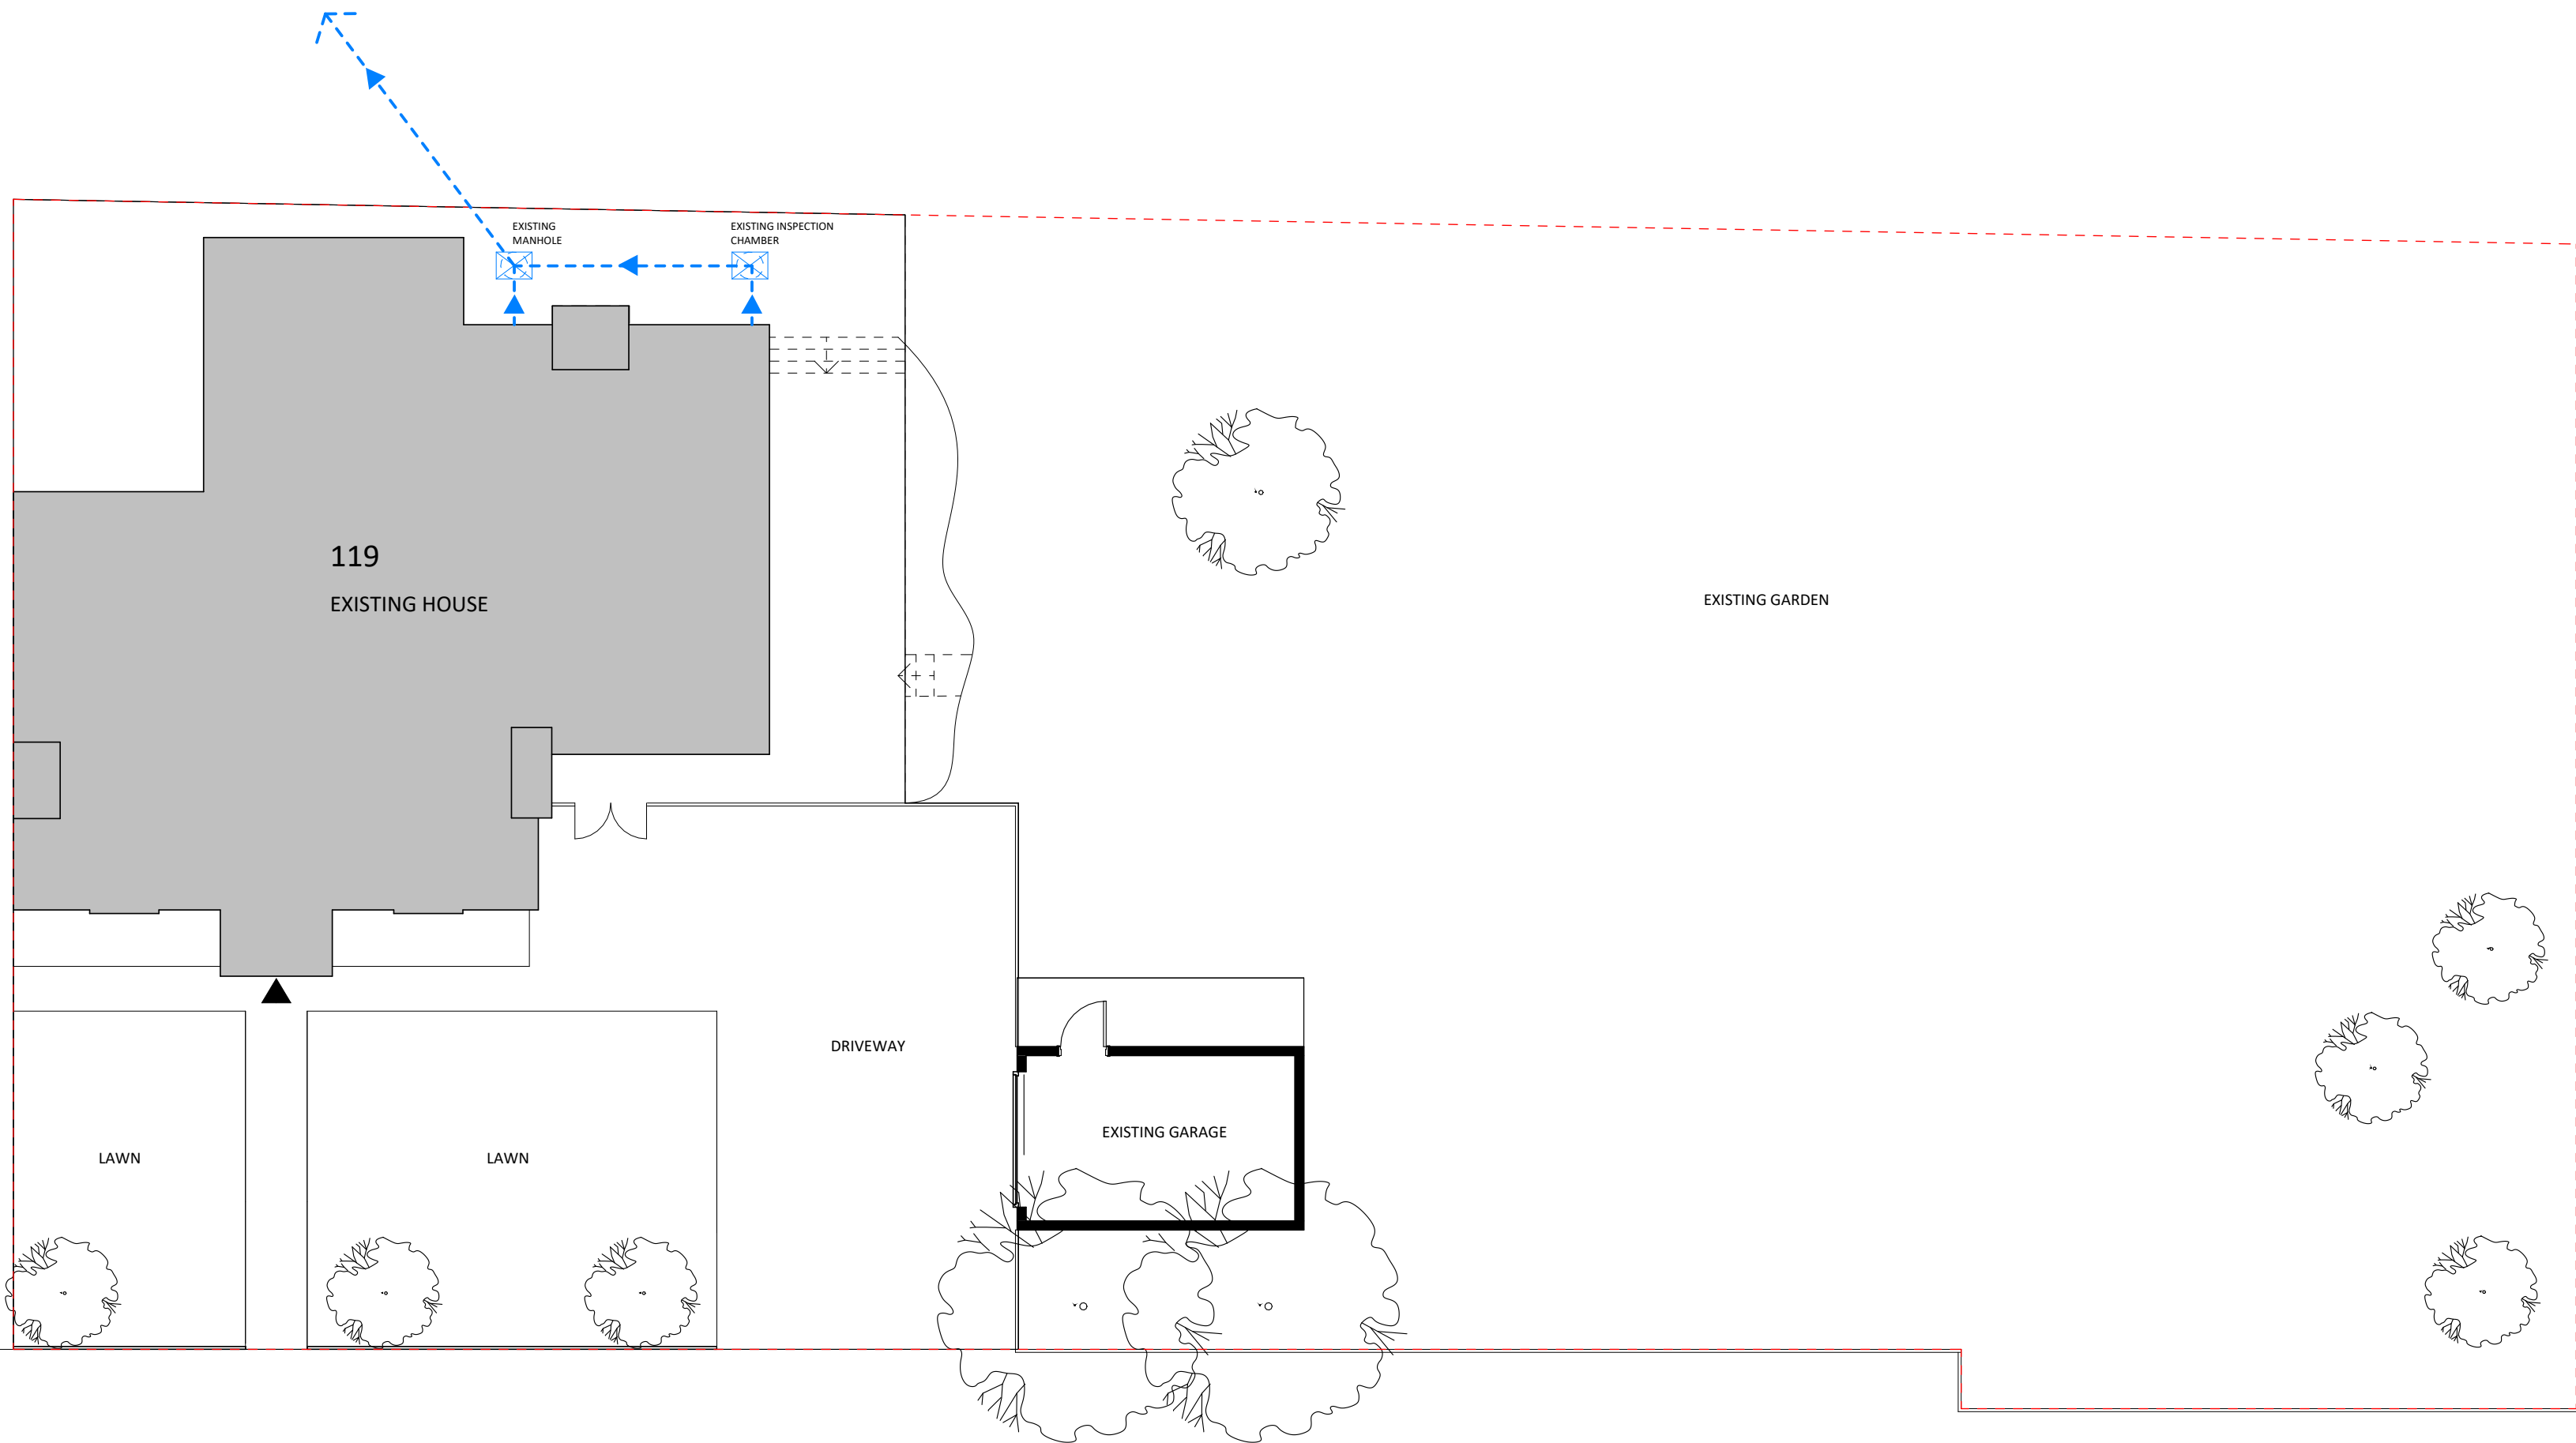 EXISTING
MANHOLE
EXISTING INSPECTION
CHAMBER
119
EXISTING HOUSE
EXISTING GARDEN
DRIVEWAY
EXISTING GARAGE
LAWN
LAWN